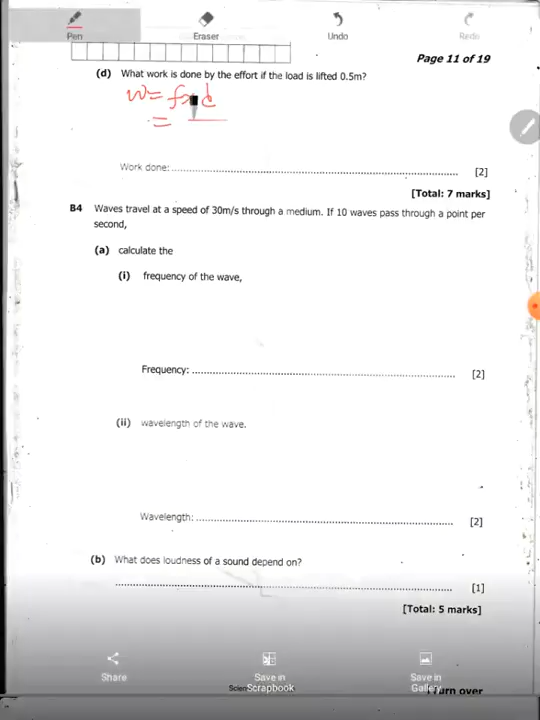 Pen Eraser Undo Redo
Page 11 of 19
(d) What work is done by the effort if the load is lifted 0.5m?
W = f × d
=
Work done: ........ [2]
[Total: 7 marks]
B4 Waves travel at a speed of 30m/s through a medium. If 10 waves pass through a point per
second,
(a) calculate the
(i) frequency of the wave,
Frequency: ........ [2]
(ii) wavelength of the wave.
Wavelength: ........ [2]
(b) What does loudness of a sound depend on?
........ [1]
[Total: 5 marks]
Share Save in Scrapbook Save in Gallery
Turn over